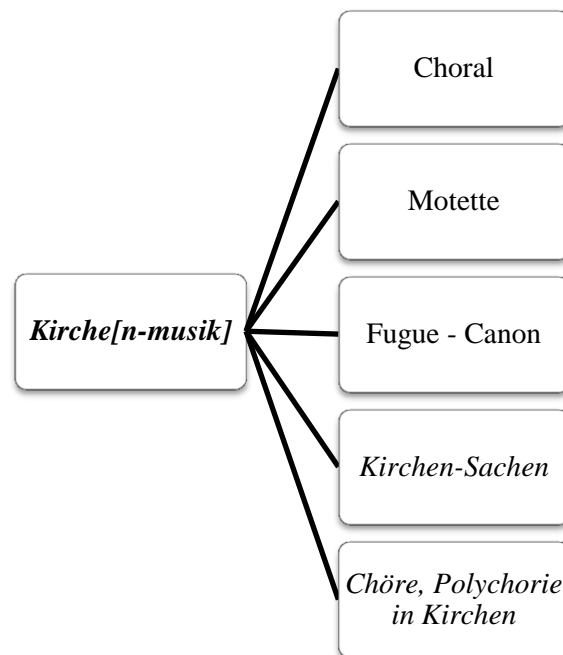 Choral
Motette
Kirche[n-musik]
Fugue - Canon
Kirchen-Sachen
Chöre, Polychorie
in Kirchen